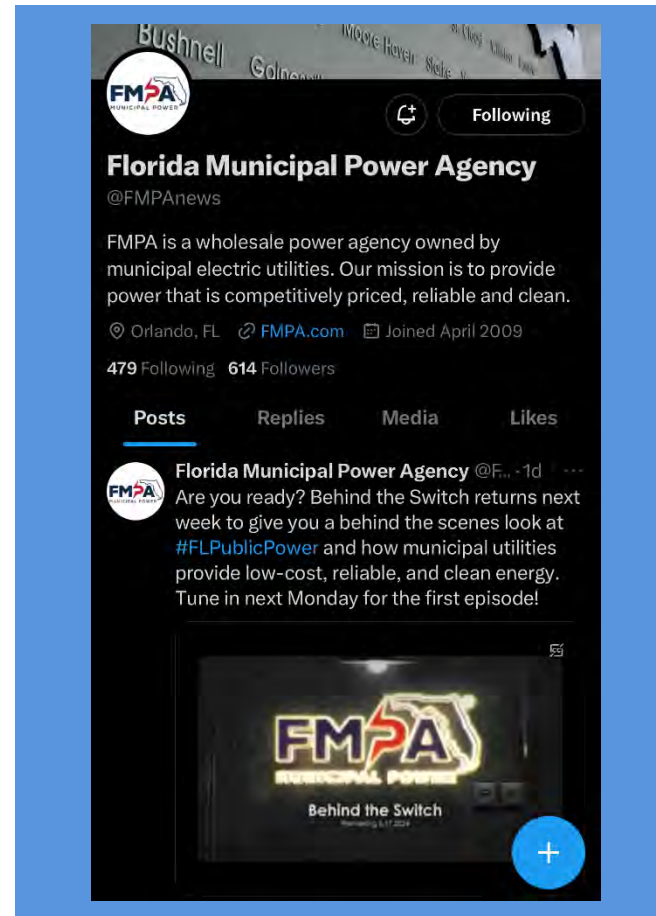 Bushnell
Moore Haven
FMPA
MUNICIPAL POWER
Following
Florida Municipal Power Agency
@FMPAnews
FMPA is a wholesale power agency owned by
municipal electric utilities. Our mission is to provide
power that is competitively priced, reliable and clean.
Orlando, FL FMPA.com Joined April 2009
479 Following 614 Followers
Posts Replies Media Likes
Florida Municipal Power Agency @F... · 1d ...
FMPA
Are you ready? Behind the Switch returns next
week to give you a behind the scenes look at
#FLPublicPower and how municipal utilities
provide low-cost, reliable, and clean energy.
Tune in next Monday for the first episode!
FMPA
MUNICIPAL POWER
Behind the Switch
+